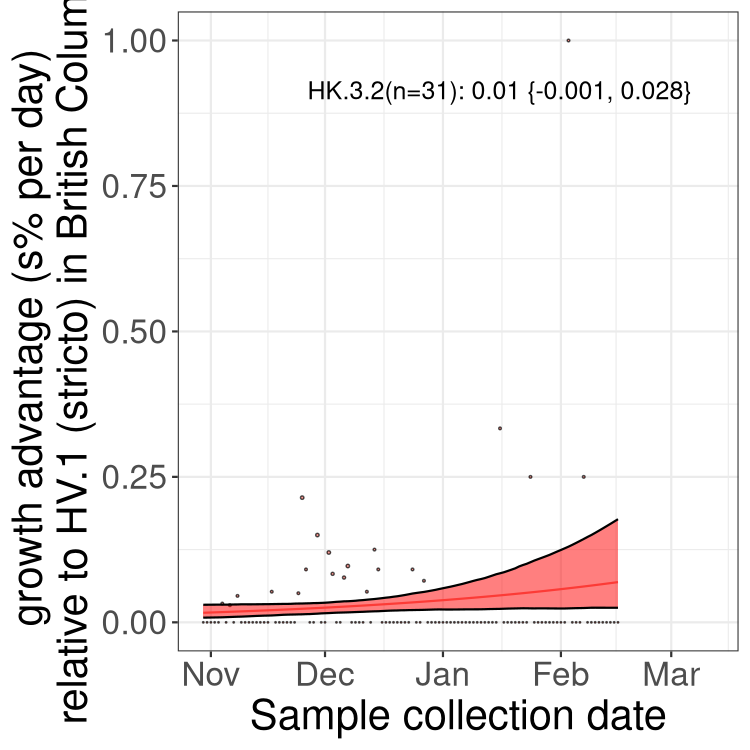 growth advantage (s% per day)
relative to HV.1 (stricto) in British Colum
1.00
0.75
0.50
0.25
0.00
HK.3.2(n=31): 0.01 {-0.001, 0.028}
Nov Dec Jan Feb Mar
Sample collection date